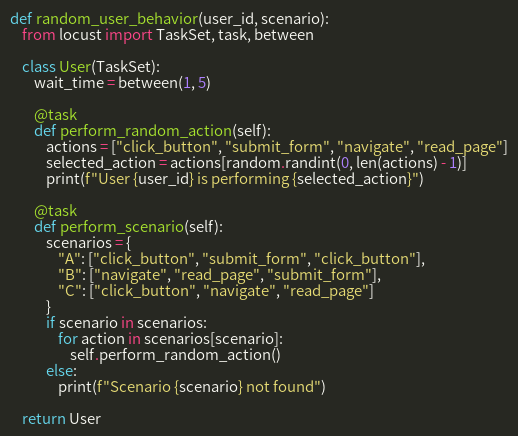 def random_user_behavior(user_id, scenario):
    from locust import TaskSet, task, between

    class User(TaskSet):
        wait_time = between(1, 5)

        @task
        def perform_random_action(self):
            actions = ["click_button", "submit_form", "navigate", "read_page"]
            selected_action = actions[random.randint(0, len(actions) - 1)]
            print(f"User {user_id} is performing {selected_action}")

        @task
        def perform_scenario(self):
            scenarios = {
                "A": ["click_button", "submit_form", "click_button"],
                "B": ["navigate", "read_page", "submit_form"],
                "C": ["click_button", "navigate", "read_page"]
            }
            if scenario in scenarios:
                for action in scenarios[scenario]:
                    self.perform_random_action()
            else:
                print(f"Scenario {scenario} not found")

    return User